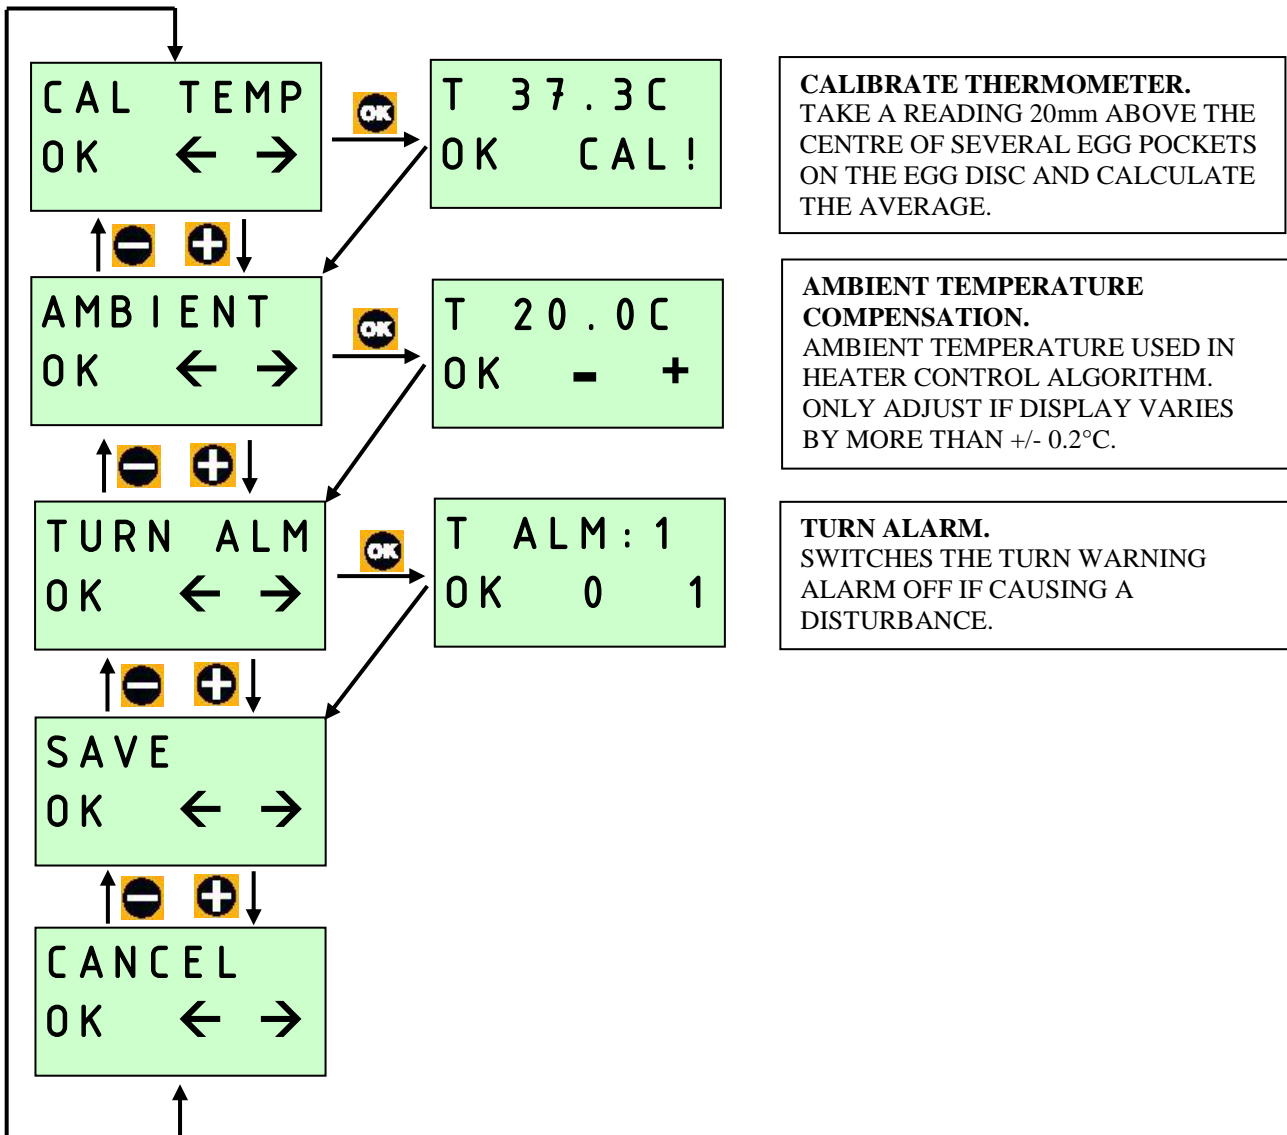 CAL TEMP
OK ← →
OK
T 37.3C
OK CAL!
CALIBRATE THERMOMETER.
TAKE A READING 20mm ABOVE THE
CENTRE OF SEVERAL EGG POCKETS
ON THE EGG DISC AND CALCULATE
THE AVERAGE.
AMBIENT
OK ← →
OK
T 20.0C
OK - +
AMBIENT TEMPERATURE
COMPENSATION.
AMBIENT TEMPERATURE USED IN
HEATER CONTROL ALGORITHM.
ONLY ADJUST IF DISPLAY VARIES
BY MORE THAN +/- 0.2°C.
TURN ALM
OK ← →
OK
T ALM:1
OK 0 1
TURN ALARM.
SWITCHES THE TURN WARNING
ALARM OFF IF CAUSING A
DISTURBANCE.
SAVE
OK ← →
CANCEL
OK ← →